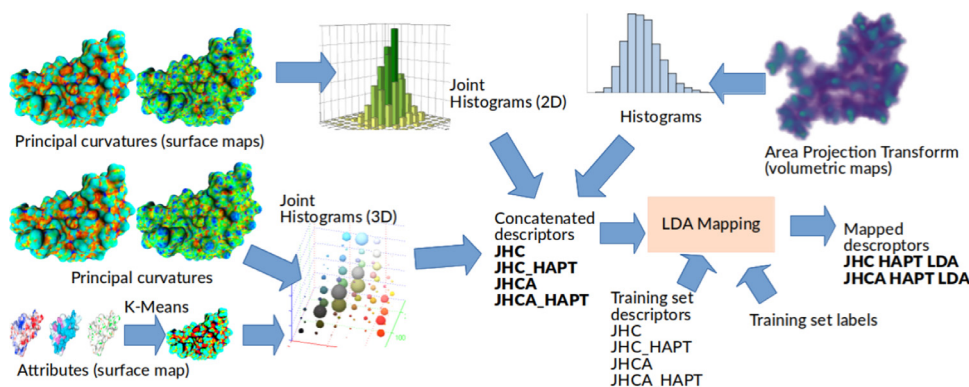 Principal curvatures (surface maps)
Joint
Histograms (2D)
Histograms
Area Projection Transform
(volumetric maps)
Principal curvatures
Joint
Histograms (3D)
100
K-Means
Attributes (surface map)
Concatenated
descriptors
JHC
JHC_HAPT
JHCA
JHCA_HAPT
LDA Mapping
Mapped
descroptors
JHC HAPT LDA
JHCA HAPT LDA
Training set
descriptors
JHC
JHC_HAPT
JHCA
JHCA_HAPT
Training set labels